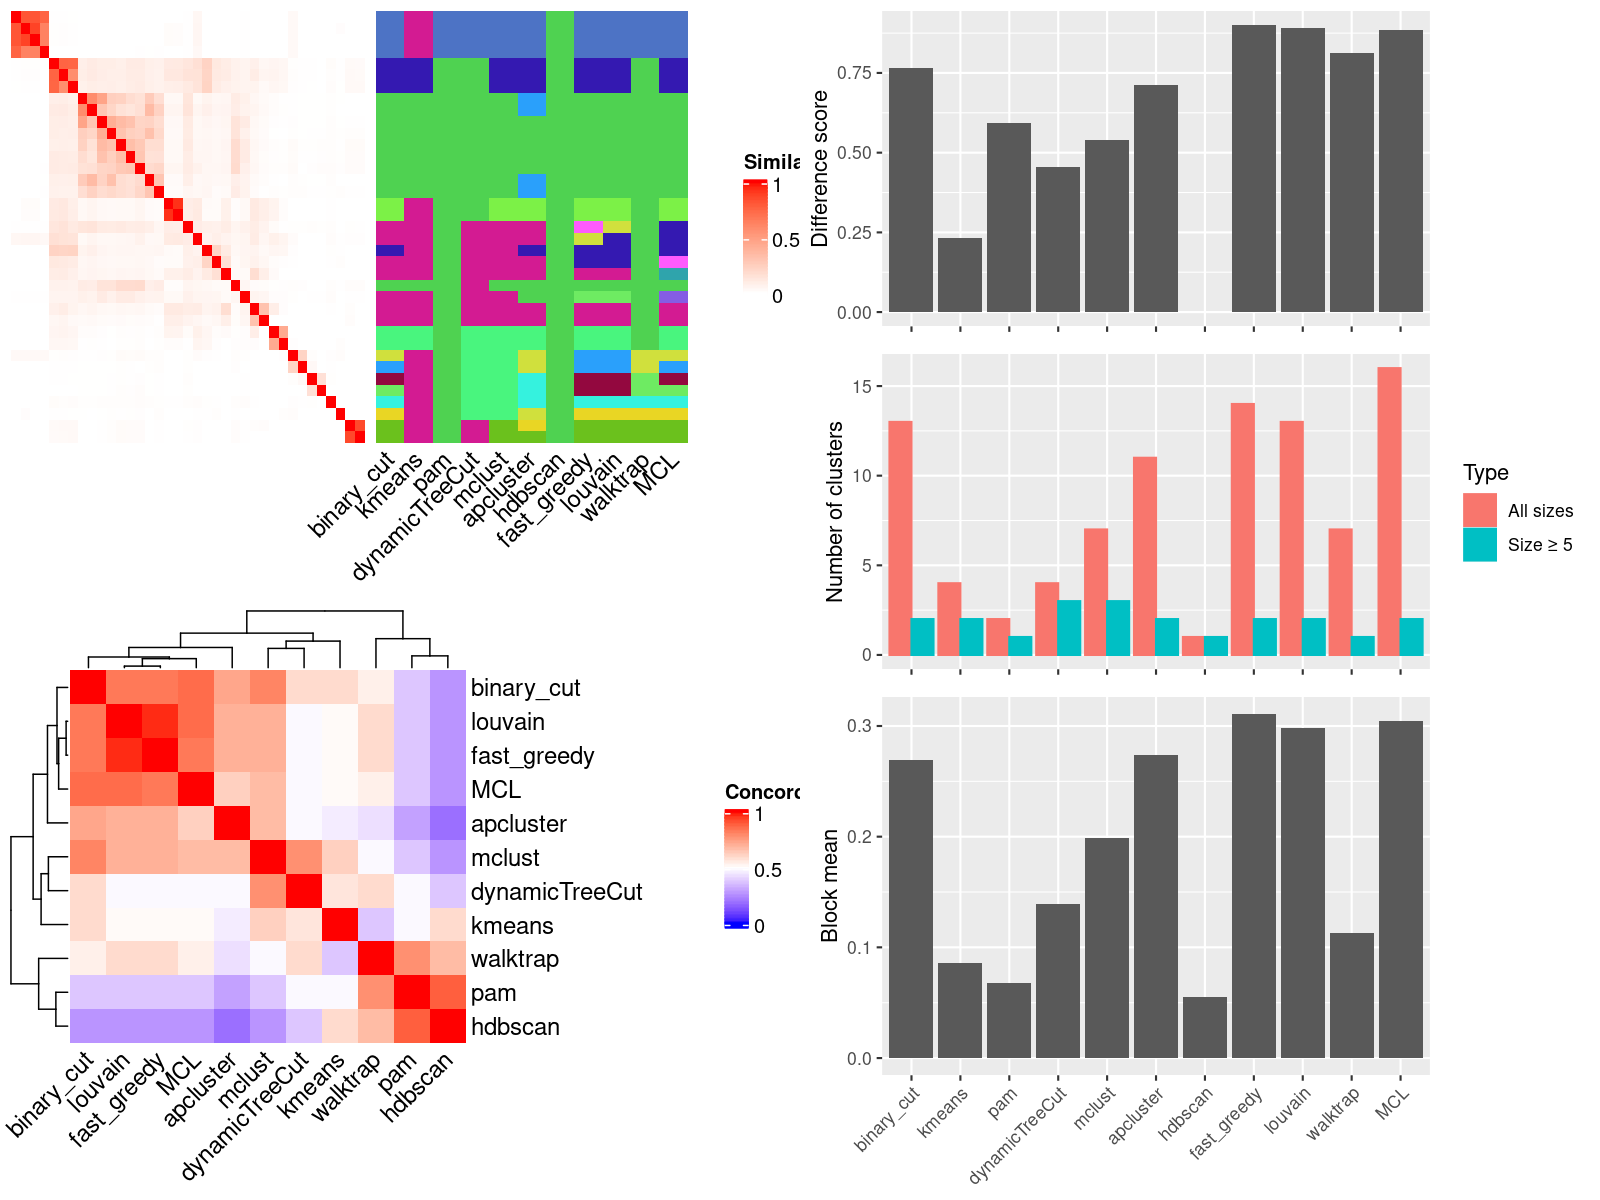 Simila
1
0.5
0
binary_cut
kmeans
pam
dynamicTreeCut
mclust
apcluster
hdbscan
fast_greedy
louvain
walktrap
MCL
binary_cut
louvain
fast_greedy
MCL
apcluster
mclust
dynamicTreeCut
kmeans
walktrap
pam
hdbscan
Concord
1
0.5
0
binary_cut
louvain
fast_greedy
MCL
apcluster
mclust
dynamicTreeCut
kmeans
walktrap
pam
hdbscan
Difference score
0.75
0.50
0.25
0.00
Number of clusters
15
10
5
0
Type
All sizes
Size ≥ 5
Block mean
0.3
0.2
0.1
0.0
binary_cut
kmeans
pam
dynamicTreeCut
mclust
apcluster
hdbscan
fast_greedy
louvain
walktrap
MCL